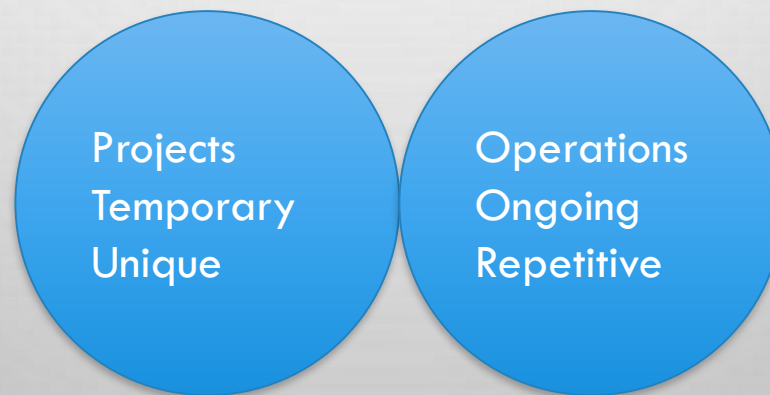 Projects
Temporary
Unique
Operations
Ongoing
Repetitive